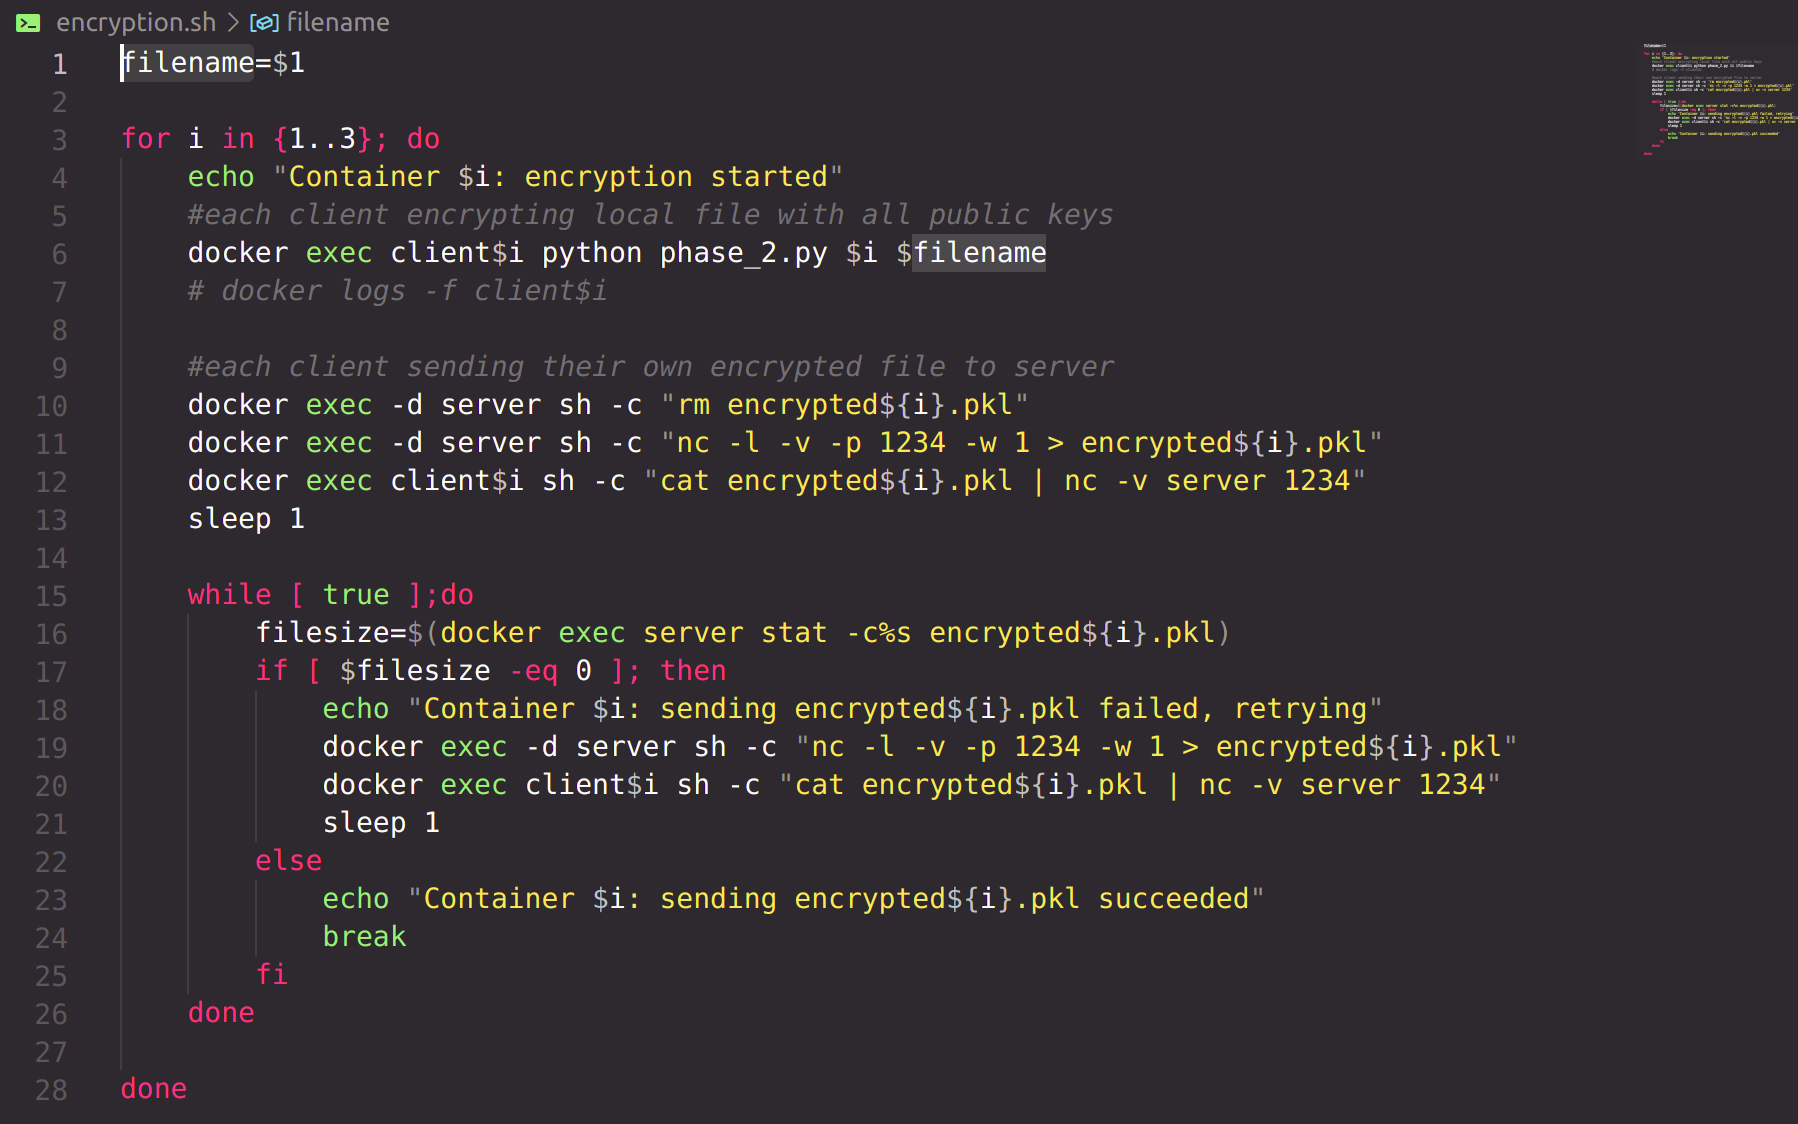 encryption.sh > filename
1 filename=$1
2
3 for i in {1..3}; do
4     echo "Container $i: encryption started"
5     #each client encrypting local file with all public keys
6     docker exec client$i python phase_2.py $i $filename
7     # docker logs -f client$i
8
9     #each client sending their own encrypted file to server
10     docker exec -d server sh -c "rm encrypted${i}.pkl"
11     docker exec -d server sh -c "nc -l -v -p 1234 -w 1 > encrypted${i}.pkl"
12     docker exec client$i sh -c "cat encrypted${i}.pkl | nc -v server 1234"
13     sleep 1
14
15     while [ true ];do
16         filesize=$(docker exec server stat -c%s encrypted${i}.pkl)
17         if [ $filesize -eq 0 ]; then
18             echo "Container $i: sending encrypted${i}.pkl failed, retrying"
19             docker exec -d server sh -c "nc -l -v -p 1234 -w 1 > encrypted${i}.pkl"
20             docker exec client$i sh -c "cat encrypted${i}.pkl | nc -v server 1234"
21             sleep 1
22         else
23             echo "Container $i: sending encrypted${i}.pkl succeeded"
24             break
25         fi
26     done
27
28 done